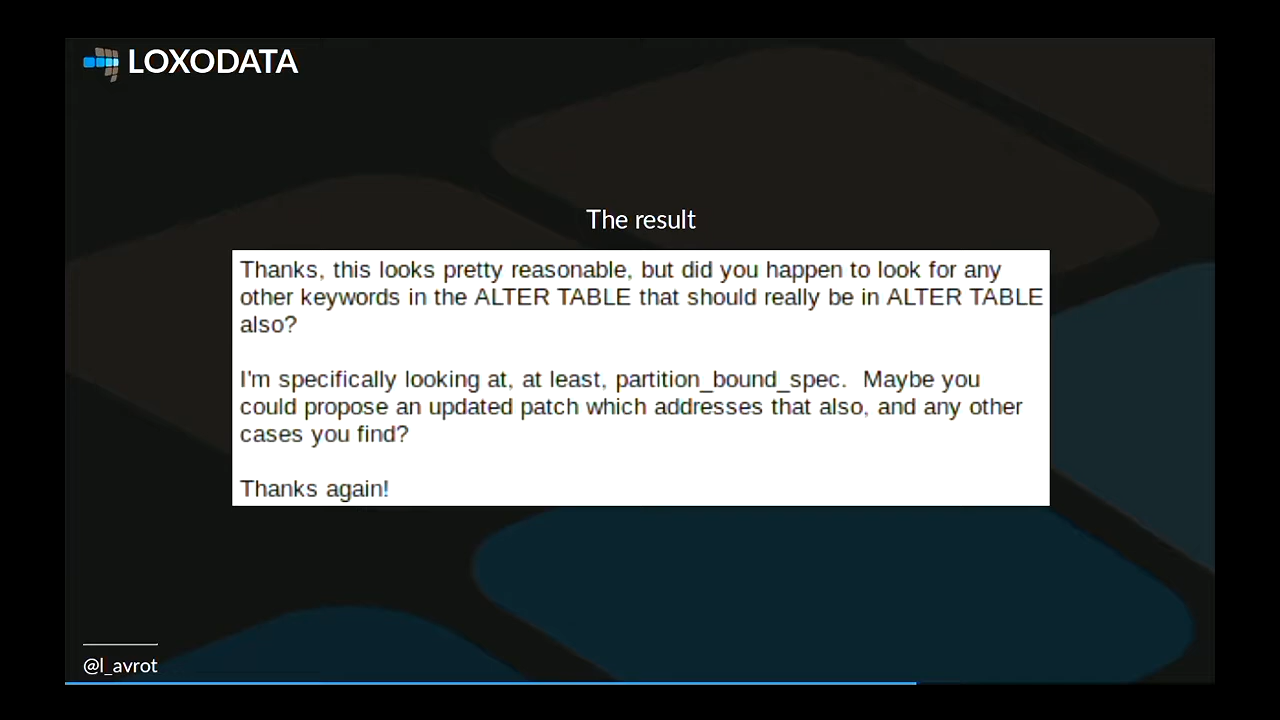 LOXODATA
The result
Thanks, this looks pretty reasonable, but did you happen to look for any
other keywords in the ALTER TABLE that should really be in ALTER TABLE
also?
I'm specifically looking at, at least, partition_bound_spec.  Maybe you
could propose an updated patch which addresses that also, and any other
cases you find?
Thanks again!
@l_avrot